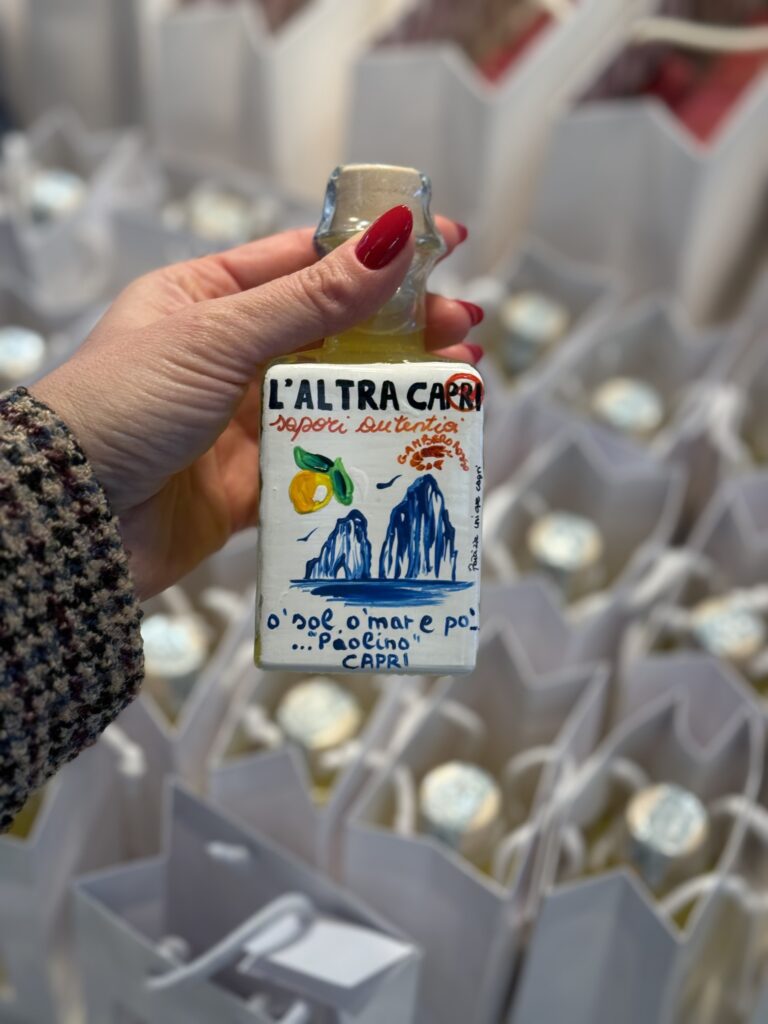 L'ALTRA CAPRI
sapori autentici
GAMBERO ROSSO
o' sol o'mar e po'
..."Paolino"
CAPRI